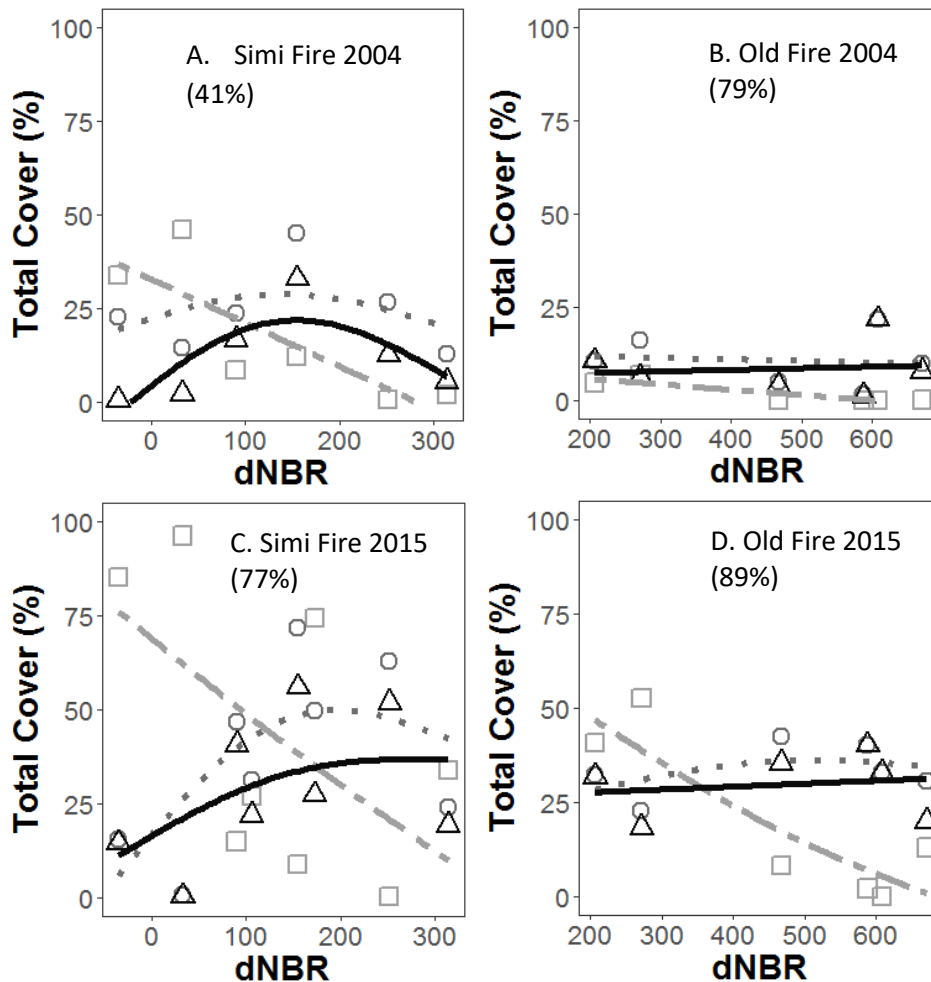 100
75
50
25
0
Total Cover (%)
A. Simi Fire 2004
(41%)
0 100 200 300
dNBR
100
75
50
25
0
Total Cover (%)
B. Old Fire 2004
(79%)
200 300 400 500 600
dNBR
100
75
50
25
0
Total Cover (%)
C. Simi Fire 2015
(77%)
0 100 200 300
dNBR
100
75
50
25
0
Total Cover (%)
D. Old Fire 2015
(89%)
200 300 400 500 600
dNBR